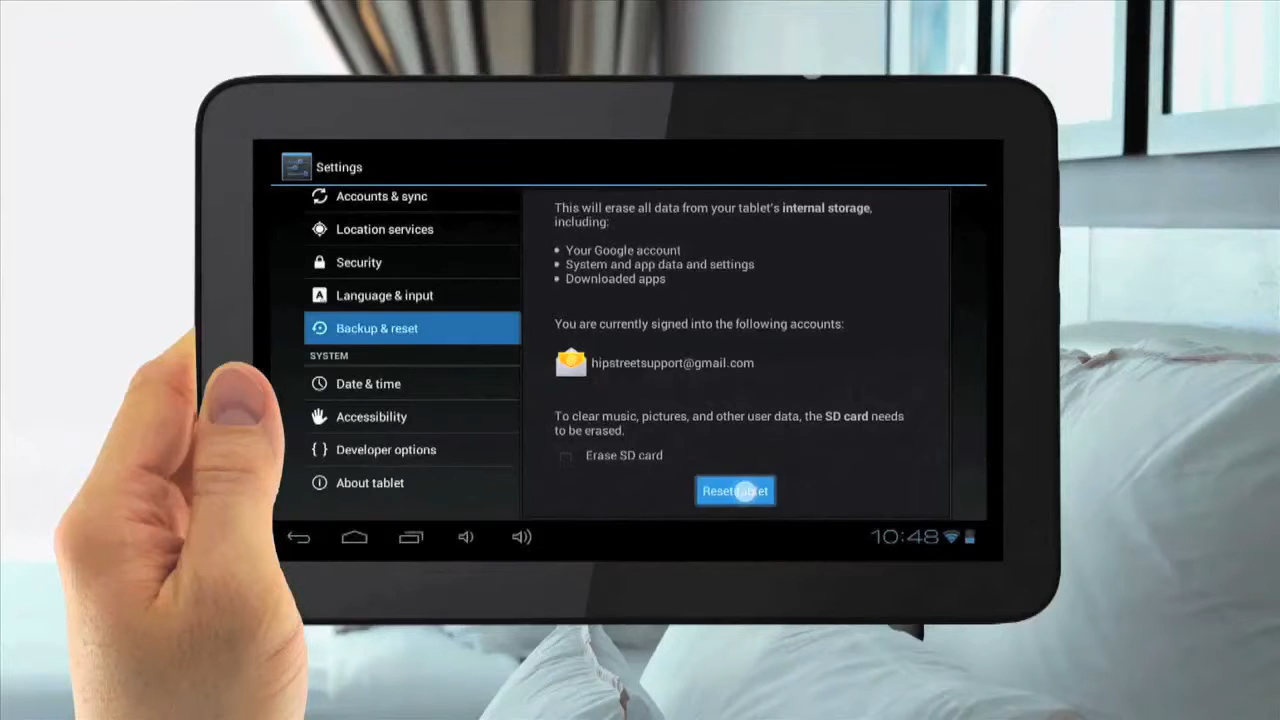 Settings
Accounts & sync
Location services
Security
Language & input
Backup & reset
SYSTEM
Date & time
Accessibility
Developer options
About tablet
This will erase all data from your tablet's internal storage,
including:
• Your Google account
• System and app data and settings
• Downloaded apps
You are currently signed into the following accounts:
hipstreetsupport@gmail.com
To clear music, pictures, and other user data, the SD card needs
to be erased.
Erase SD card
Reset tablet
10:48